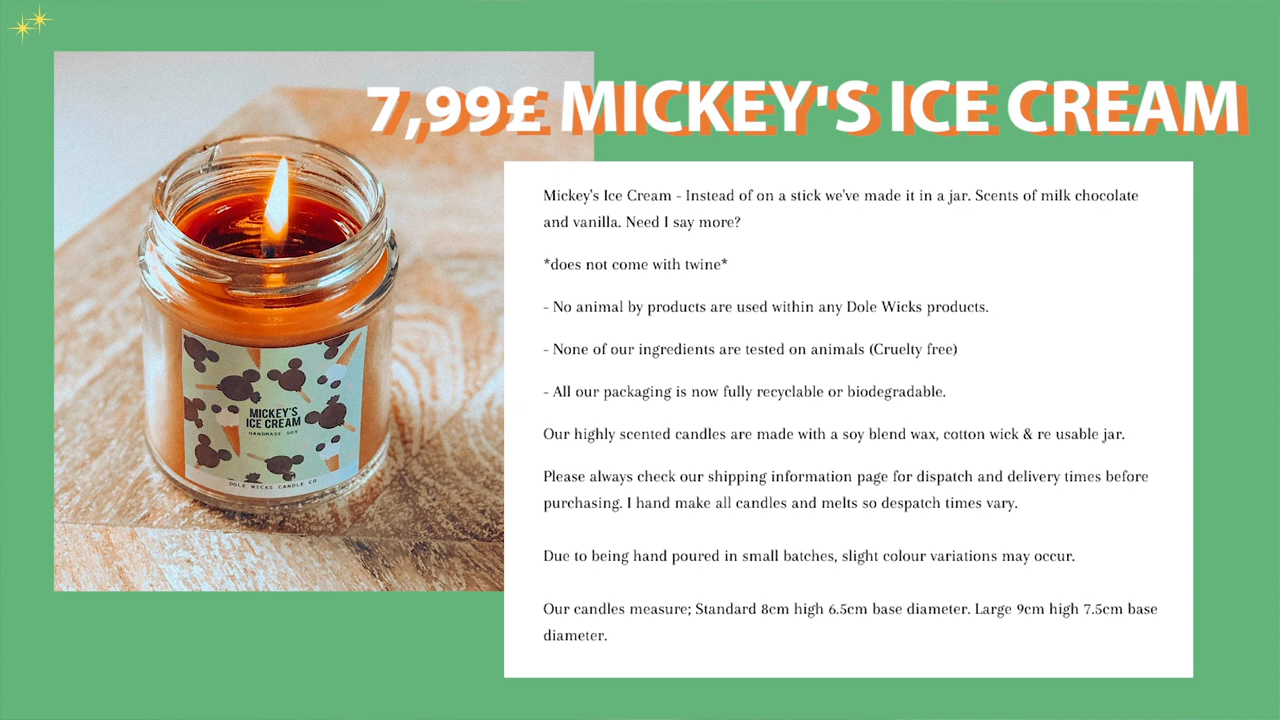 7,99£ MICKEY'S ICE CREAM
Mickey's Ice Cream - Instead of on a stick we've made it in a jar. Scents of milk chocolate
and vanilla. Need I say more?
*does not come with twine*
- No animal by products are used within any Dole Wicks products.
- None of our ingredients are tested on animals (Cruelty free)
- All our packaging is now fully recyclable or biodegradable.
Our highly scented candles are made with a soy blend wax, cotton wick & re usable jar.
Please always check our shipping information page for dispatch and delivery times before
purchasing. I hand make all candles and melts so despatch times vary.
Due to being hand poured in small batches, slight colour variations may occur.
Our candles measure; Standard 8cm high 6.5cm base diameter. Large 9cm high 7.5cm base
diameter.
MICKEY'S
ICE CREAM
HANDMADE SOY
DOLE WICKS CANDLE CO